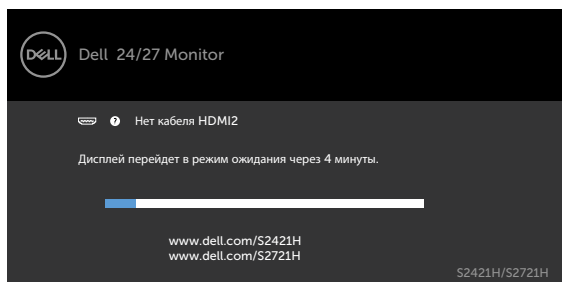 DELL
Dell 24/27 Monitor
? Нет кабеля HDMI2
Дисплей перейдет в режим ожидания через 4 минуты.
www.dell.com/S2421H
www.dell.com/S2721H
S2421H/S2721H